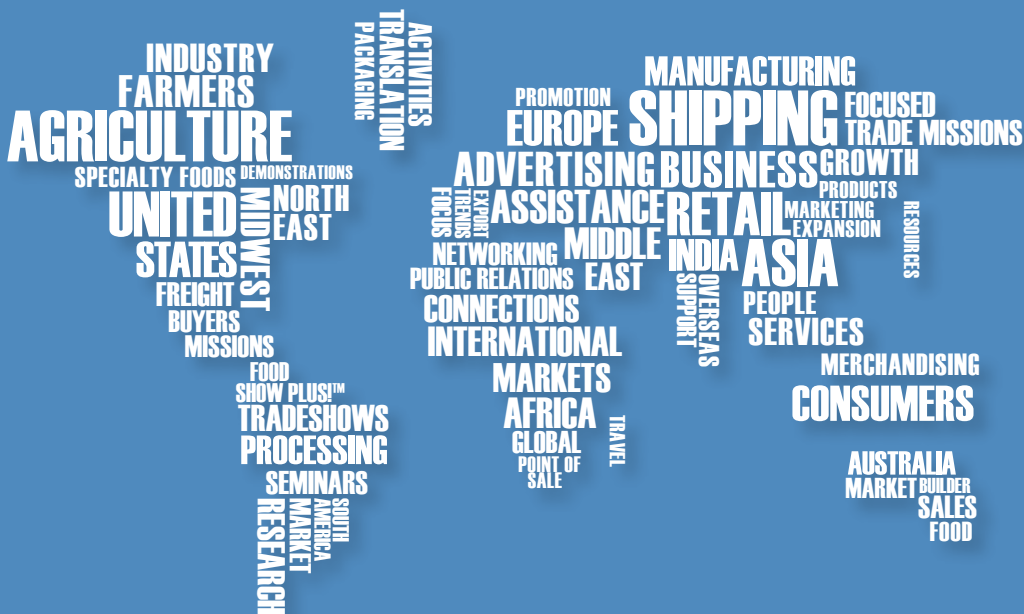 INDUSTRY
FARMERS
AGRICULTURE
SPECIALTY FOODS
DEMONSTRATIONS
UNITED
MIDWEST
NORTH
EAST
STATES
FREIGHT
BUYERS
MISSIONS
FOOD
SHOW PLUS!™
TRADESHOWS
PROCESSING
SEMINARS
RESEARCH
MARKET
SOUTH
AMERICA
PACKAGING
TRANSLATION
ACTIVITIES
PROMOTION
EUROPE
ADVERTISING
FOCUS
TRENDS
EXPORT
ASSISTANCE
NETWORKING
MIDDLE
PUBLIC RELATIONS
EAST
CONNECTIONS
INTERNATIONAL
MARKETS
AFRICA
GLOBAL
POINT OF
SALE
TRAVEL
MANUFACTURING
SHIPPING
FOCUSED
TRADE MISSIONS
BUSINESS
GROWTH
PRODUCTS
RETAIL
MARKETING
EXPANSION
RESOURCES
INDIA
ASIA
SUPPORT
OVERSEAS
PEOPLE
SERVICES
MERCHANDISING
CONSUMERS
AUSTRALIA
MARKET BUILDER
SALES
FOOD